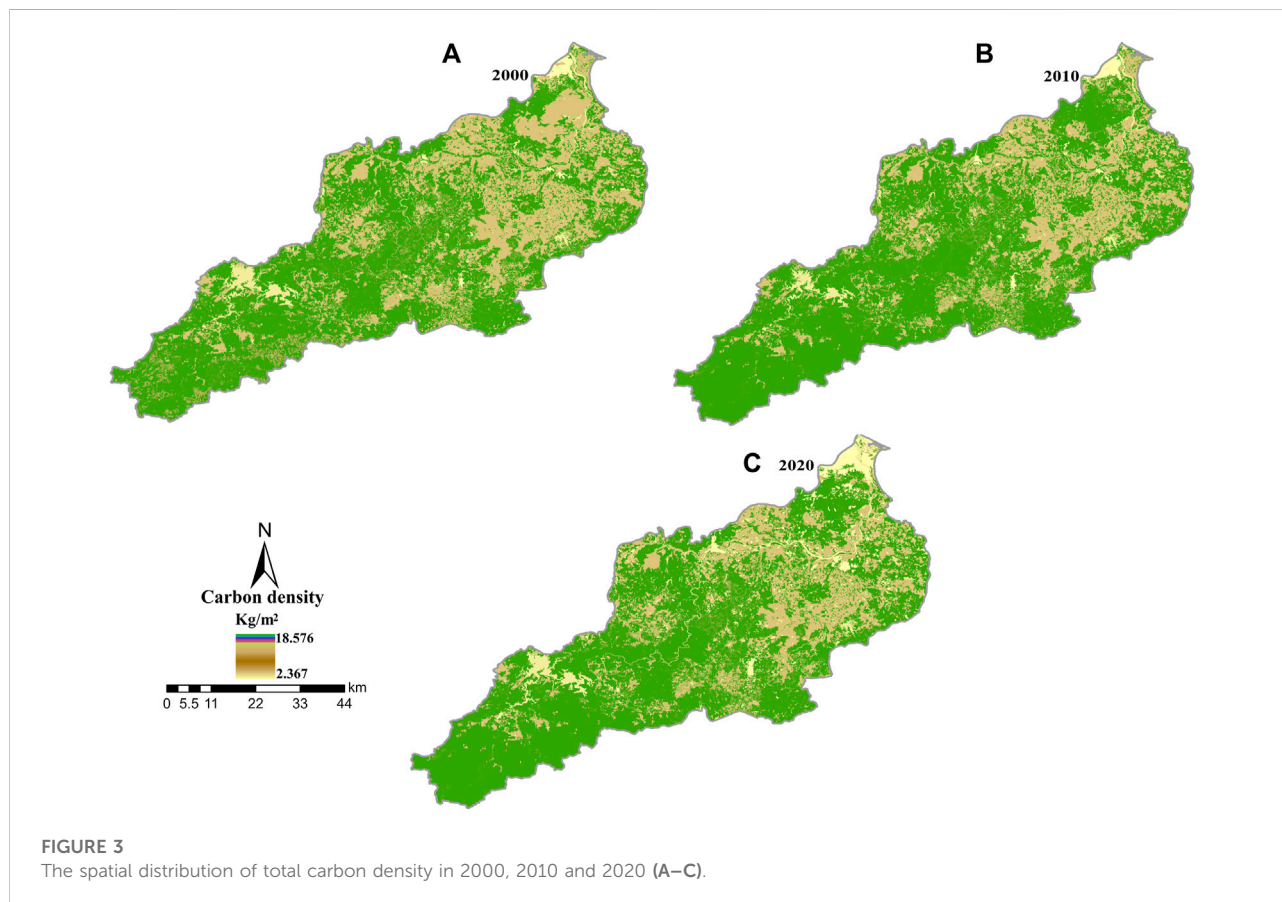 A
2000
B
2010
C
2020
N
Carbon density
Kg/m²
18.576
2.367
km
0 5.5 11 22 33 44
FIGURE 3
The spatial distribution of total carbon density in 2000, 2010 and 2020 (A–C).